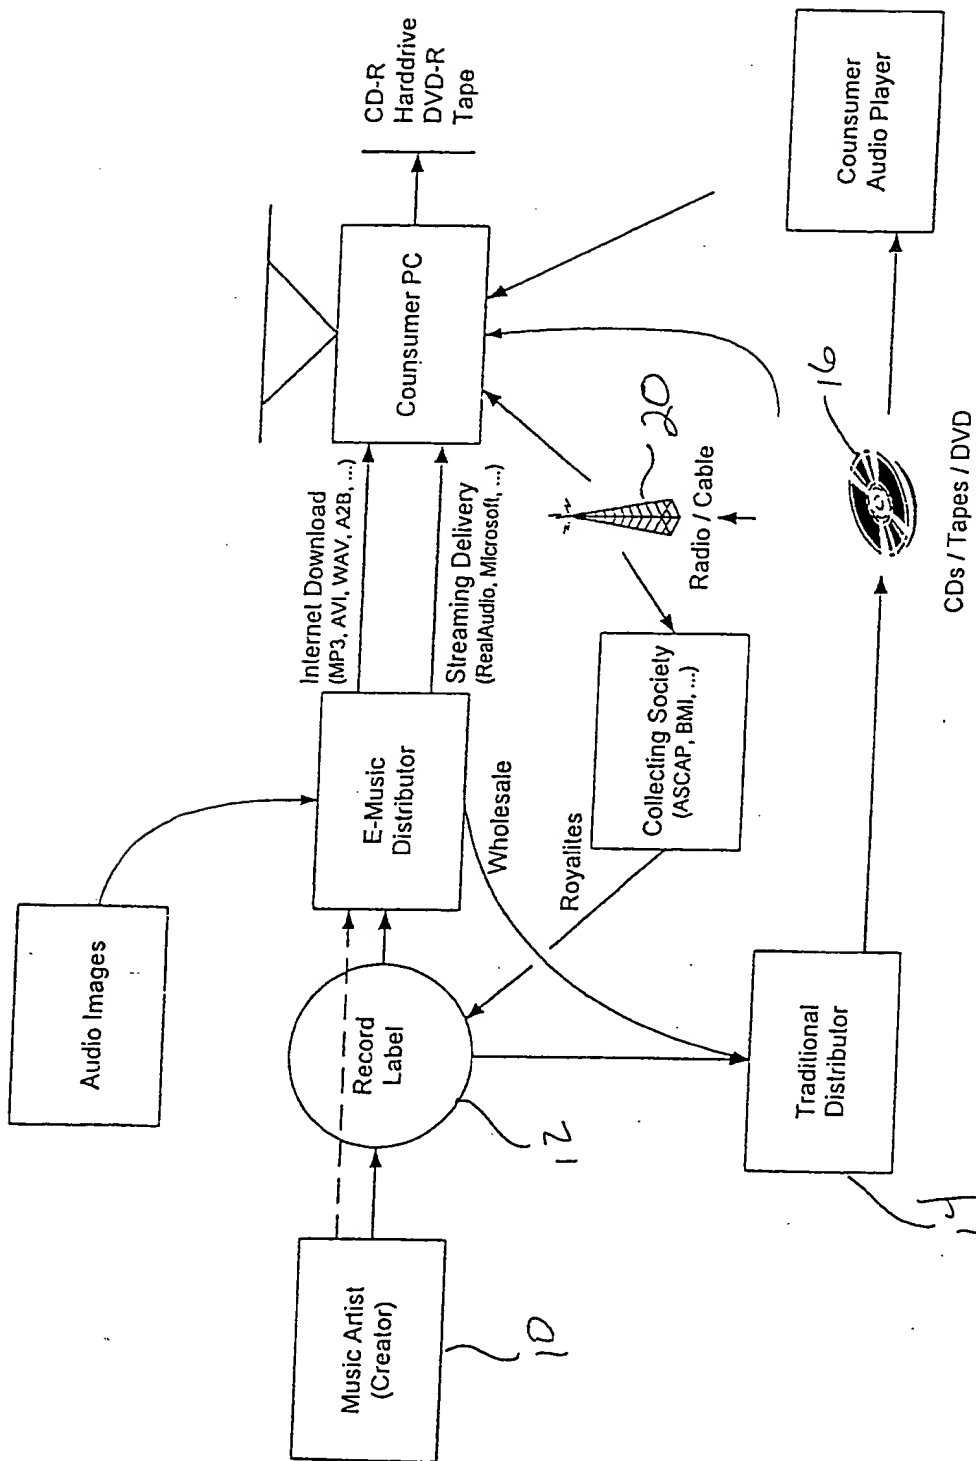 Audio Images
Music Artist
(Creator)
10
Record
Label
12
E-Music
Distributor
Internet Download
(MP3, AVI, WAV, A2B, ...)
Streaming Delivery
(RealAudio, Microsoft, ...)
Counsumer PC
CD-R
Harddrive
DVD-R
Tape
Wholesale
Royalites
Collecting Society
(ASCAP, BMI, ...)
Radio / Cable
20
Traditional
Distributor
14
16
CDs / Tapes / DVD
Counsumer
Audio Player